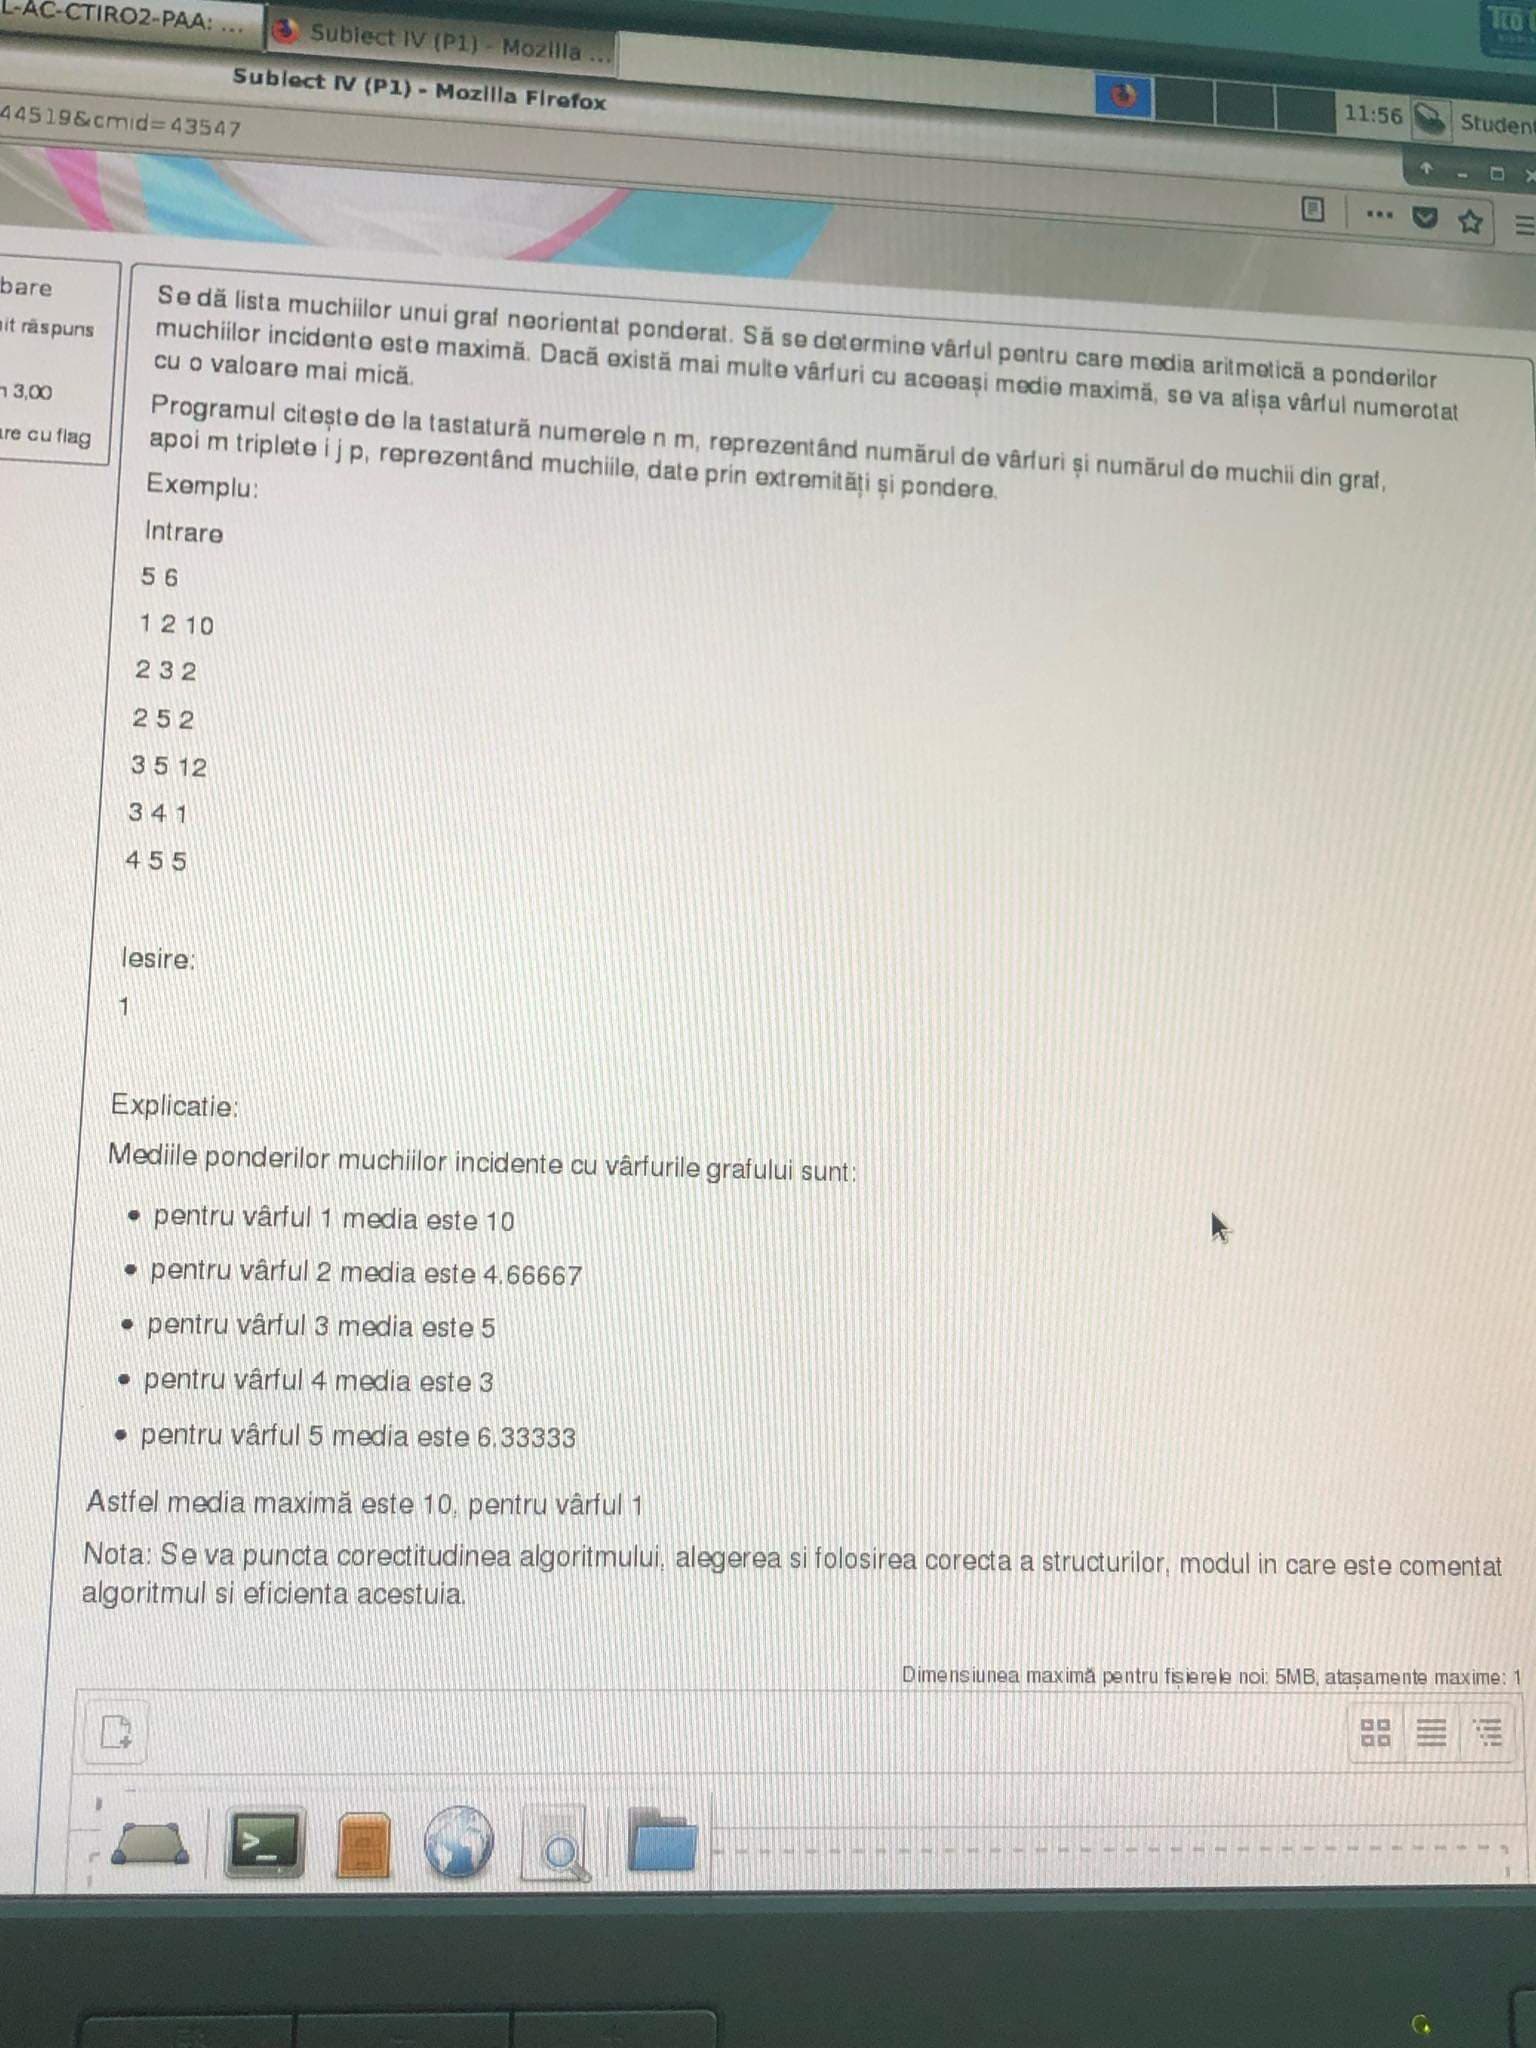 L-AC-CTIRO2-PAA: ...
Subiect IV (P1) - Mozilla ...
Subiect IV (P1) - Mozilla Firefox
11:56
Student
44519&cmid=43547
bare
it răspuns
3,00
re cu flag
Se dă lista muchiilor unui graf neorientat ponderat. Să se determine vârful pentru care media aritmetică a ponderilor
muchiilor incidente este maximă. Dacă există mai multe vârfuri cu aceeași medie maximă, se va afișa vârful numerotat
cu o valoare mai mică.
Programul citește de la tastatură numerele n m, reprezentând numărul de vârfuri și numărul de muchii din graf,
apoi m triplete i j p, reprezentând muchiile, date prin extremități și pondere.
Exemplu:
Intrare
5 6
1 2 10
2 3 2
2 5 2
3 5 12
3 4 1
4 5 5
Iesire:
1
Explicatie:
Mediile ponderilor muchiilor incidente cu vârfurile grafului sunt:
• pentru vârful 1 media este 10
• pentru vârful 2 media este 4.66667
• pentru vârful 3 media este 5
• pentru vârful 4 media este 3
• pentru vârful 5 media este 6.33333
Astfel media maximă este 10, pentru vârful 1
Nota: Se va puncta corectitudinea algoritmului, alegerea si folosirea corecta a structurilor, modul in care este comentat
algoritmul si eficienta acestuia.
Dimensiunea maximă pentru fișierele noi: 5MB, atașamente maxime: 1